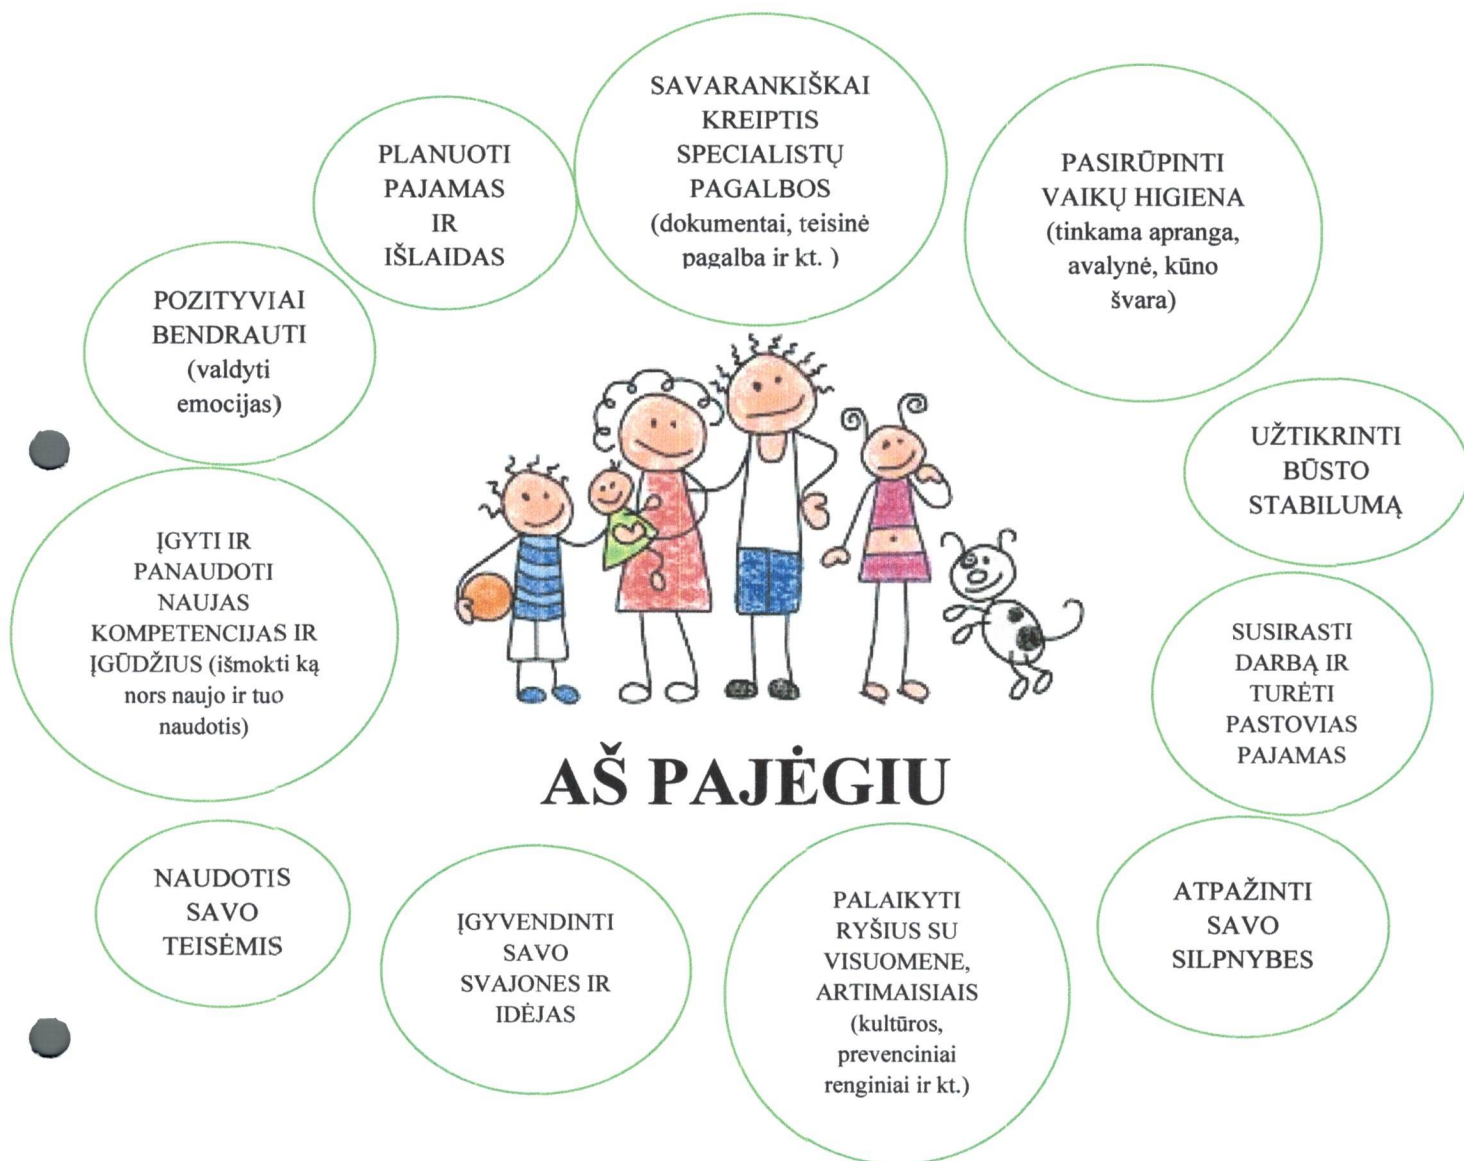 SAVARANKIŠKAI
KREIPTIS
SPECIALISTŲ
PAGALBOS
(dokumentai, teisinė
pagalba ir kt. )
PLANUOTI
PAJAMAS
IR
IŠLAIDAS
PASIRŪPINTI
VAIKŲ HIGIENA
(tinkama apranga,
avalynė, kūno
švara)
POZITYVIAI
BENDRAUTI
(valdyti
emocijas)
UŽTIKRINTI
BŪSTO
STABILUMĄ
ĮGYTI IR
PANAUDOTI
NAUJAS
KOMPETENCIJAS IR
ĮGŪDŽIUS (išmokti ką
nors naujo ir tuo
naudotis)
SUSIRASTI
DARBĄ IR
TURĖTI
PASTOVIAS
PAJAMAS
AŠ PAJĖGIU
NAUDOTIS
SAVO
TEISĖMIS
ĮGYVENDINTI
SAVO
SVAJONES IR
IDĖJAS
PALAIKYTI
RYŠIUS SU
VISUOMENE,
ARTIMAISIAIS
(kultūros,
prevenciniai
renginiai ir kt.)
ATPAŽINTI
SAVO
SILPNYBES